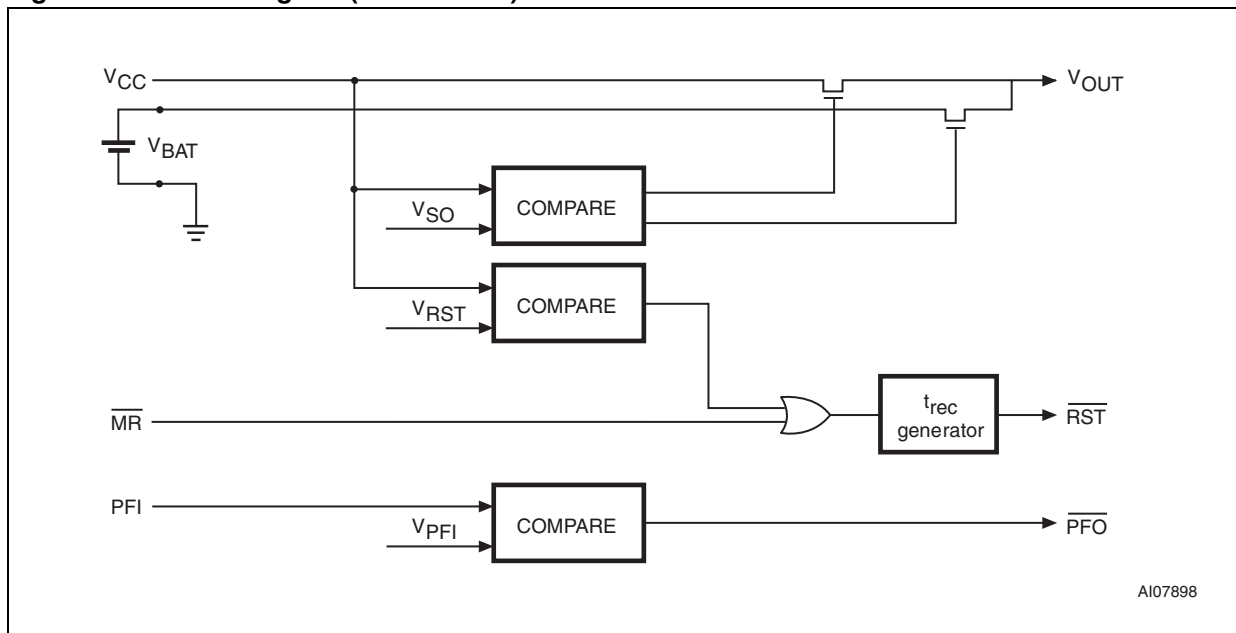 VCC
VOUT
VBAT
VSO
COMPARE
VRST
COMPARE
MR
trec
generator
RST
PFI
VPFI
COMPARE
PFO
AI07898